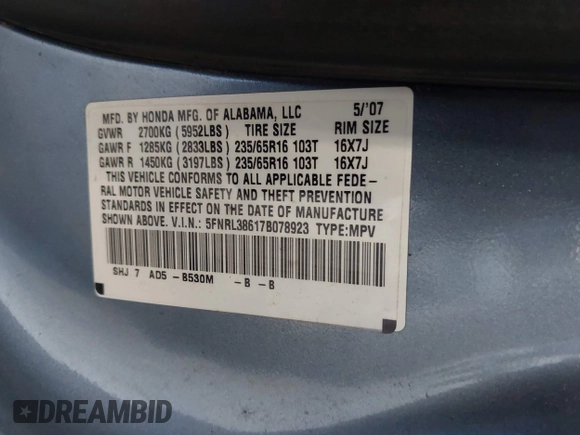 MFD. BY HONDA MFG. OF ALABAMA, LLC 5/'07
GVWR 2700KG (5952LBS) TIRE SIZE RIM SIZE
GAWR F 1285KG (2833LBS) 235/65R16 103T 16X7J
GAWR R 1450KG (3197LBS) 235/65R16 103T 16X7J
THIS VEHICLE CONFORMS TO ALL APPLICABLE FEDE-
RAL MOTOR VEHICLE SAFETY AND THEFT PREVENTION
STANDARDS IN EFFECT ON THE DATE OF MANUFACTURE
SHOWN ABOVE. V.I.N.: 5FNRL38617B078923 TYPE:MPV
SHJ 7 AD5 -B530M -B -B
DREAMBID